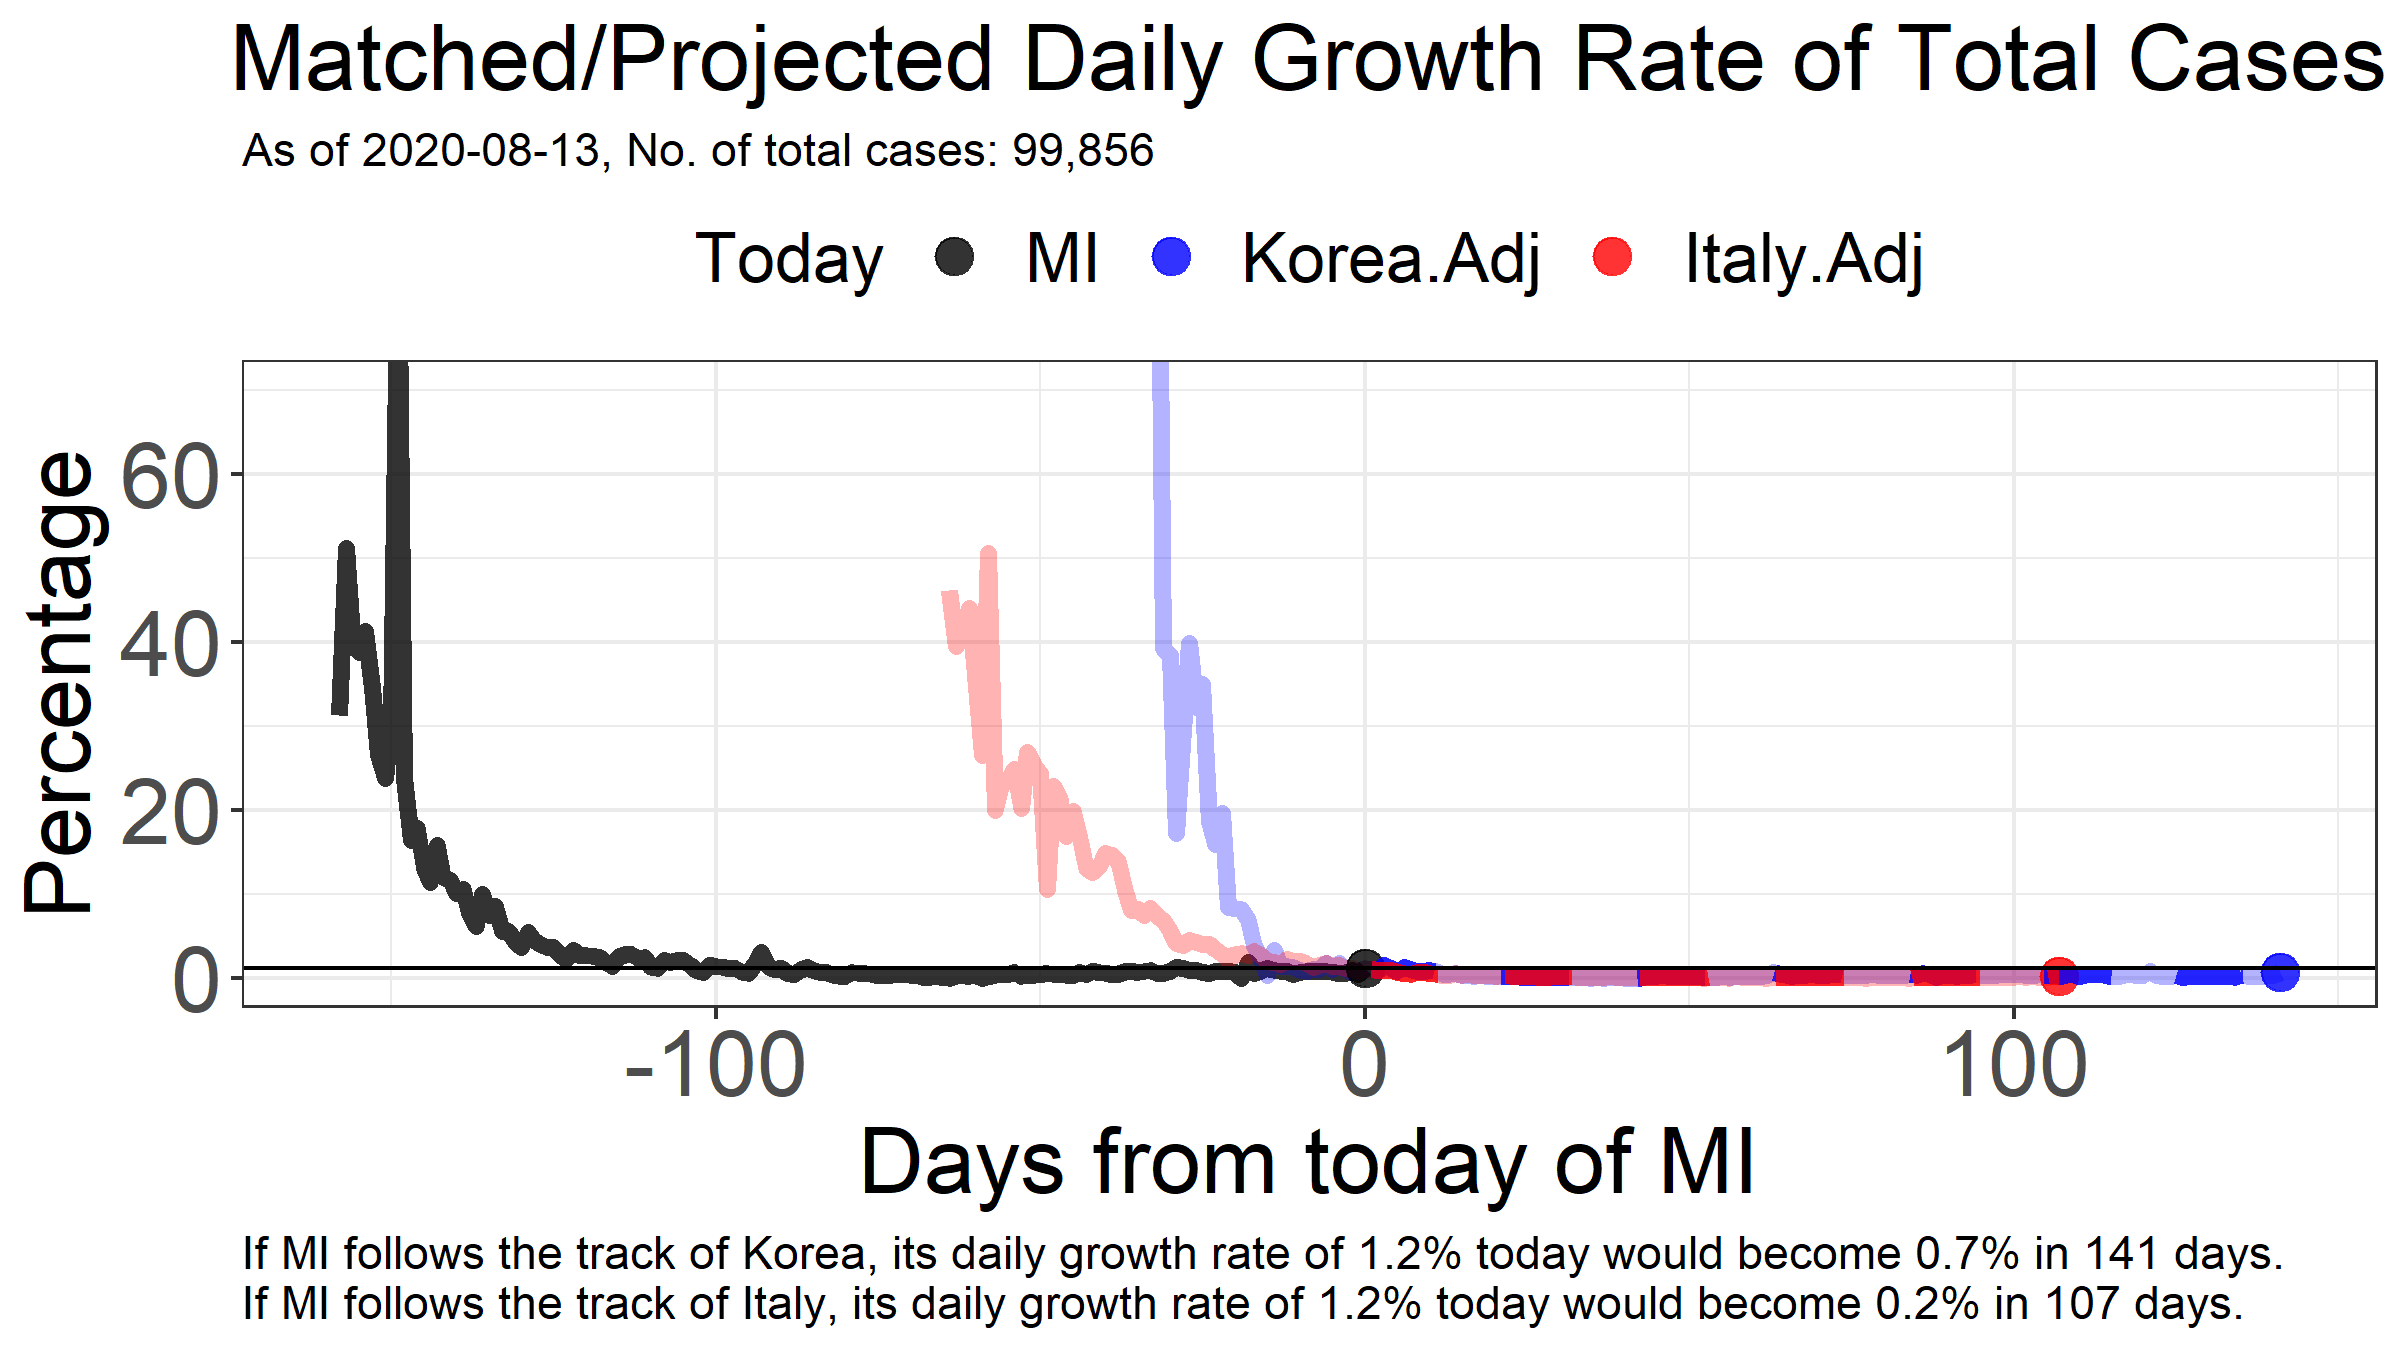 Matched/Projected Daily Growth Rate of Total Cases
As of 2020-08-13, No. of total cases: 99,856
Today MI Korea.Adj Italy.Adj
Percentage
60
40
20
0
-100 0 100
Days from today of MI
If MI follows the track of Korea, its daily growth rate of 1.2% today would become 0.7% in 141 days.
If MI follows the track of Italy, its daily growth rate of 1.2% today would become 0.2% in 107 days.